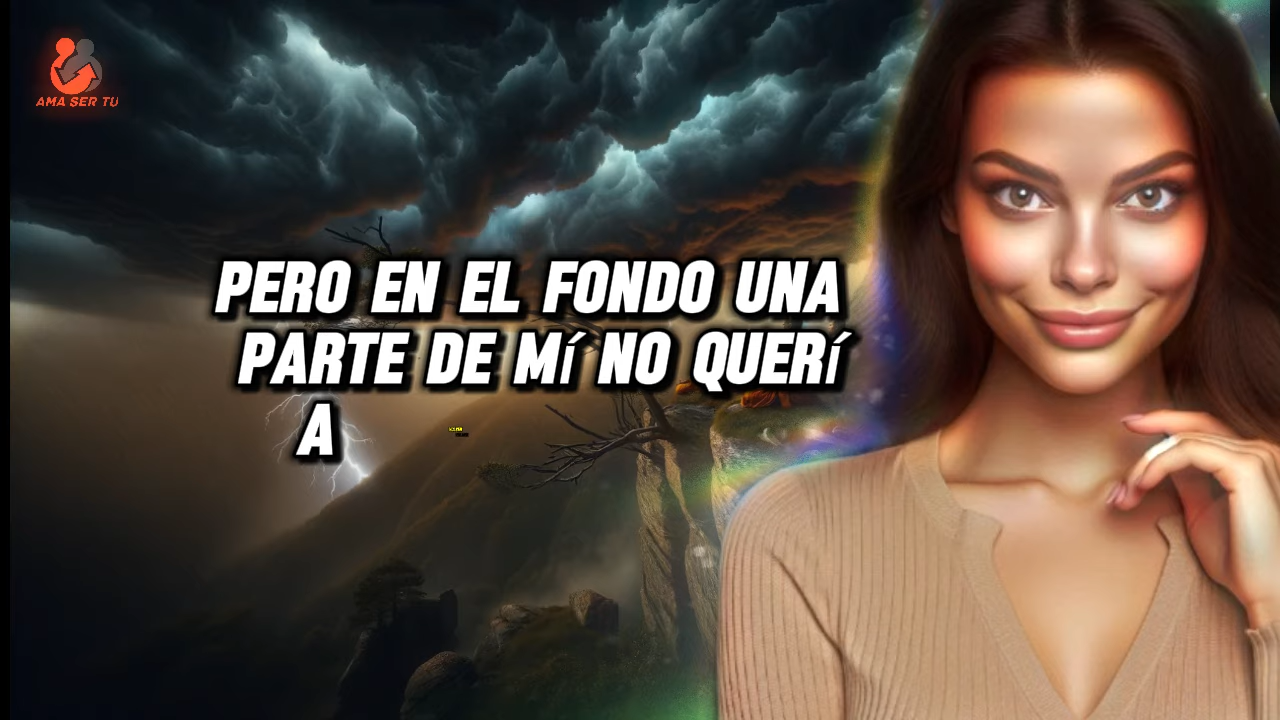 AMA SER TU
PERO EN EL FONDO UNA
PARTE DE Mí NO QUERí
A